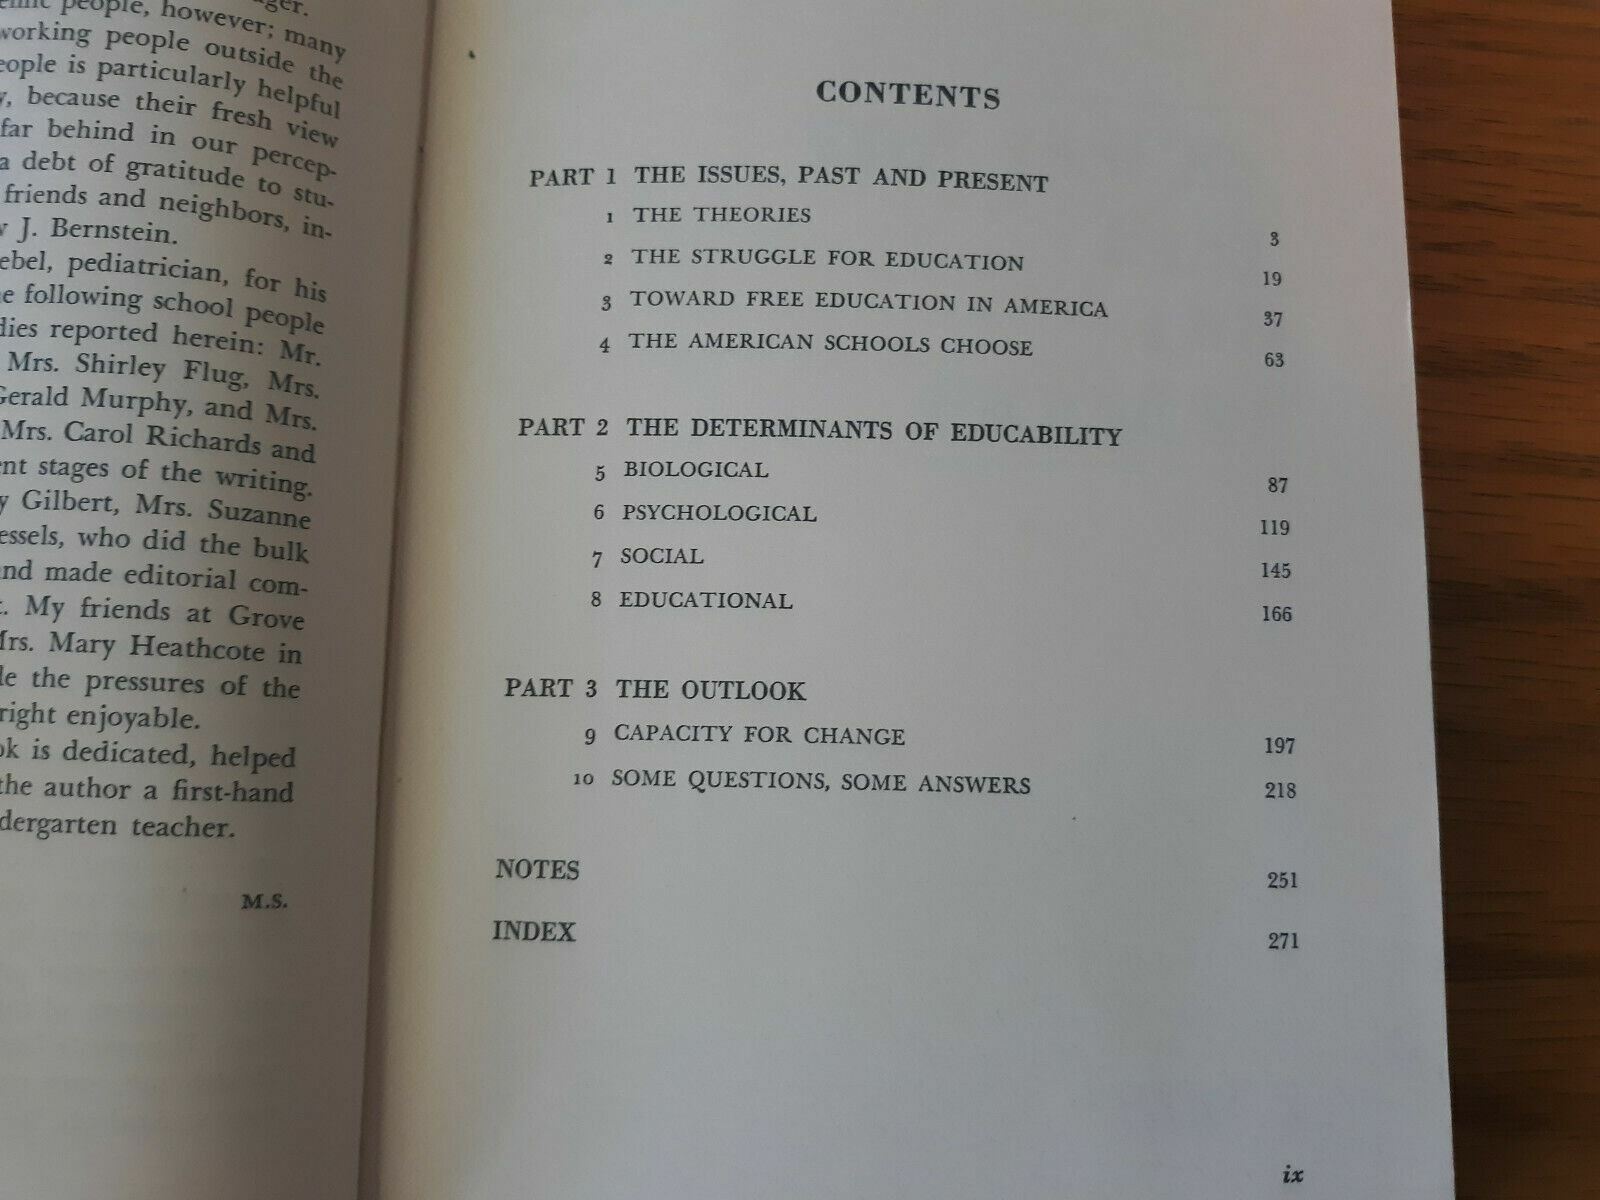 people, however; many
working people outside the
people is particularly helpful
because their fresh view
far behind in our percep-
a debt of gratitude to stu-
friends and neighbors, in-
J. Bernstein.
pediatrician, for his
following school people
reported herein: Mr.
Mrs. Shirley Flug, Mrs.
Gerald Murphy, and Mrs.
Mrs. Carol Richards and
stages of the writing.
Gilbert, Mrs. Suzanne
who did the bulk
and made editorial com-
My friends at Grove
Mrs. Mary Heathcote in
the pressures of the
right enjoyable.
is dedicated, helped
the author a first-hand
teacher.
M.S.
CONTENTS
PART 1 THE ISSUES, PAST AND PRESENT
1 THE THEORIES 3
2 THE STRUGGLE FOR EDUCATION 19
3 TOWARD FREE EDUCATION IN AMERICA 37
4 THE AMERICAN SCHOOLS CHOOSE 63
PART 2 THE DETERMINANTS OF EDUCABILITY
5 BIOLOGICAL 87
6 PSYCHOLOGICAL 119
7 SOCIAL 145
8 EDUCATIONAL 166
PART 3 THE OUTLOOK
9 CAPACITY FOR CHANGE 197
10 SOME QUESTIONS, SOME ANSWERS 218
NOTES 251
INDEX 271
ix